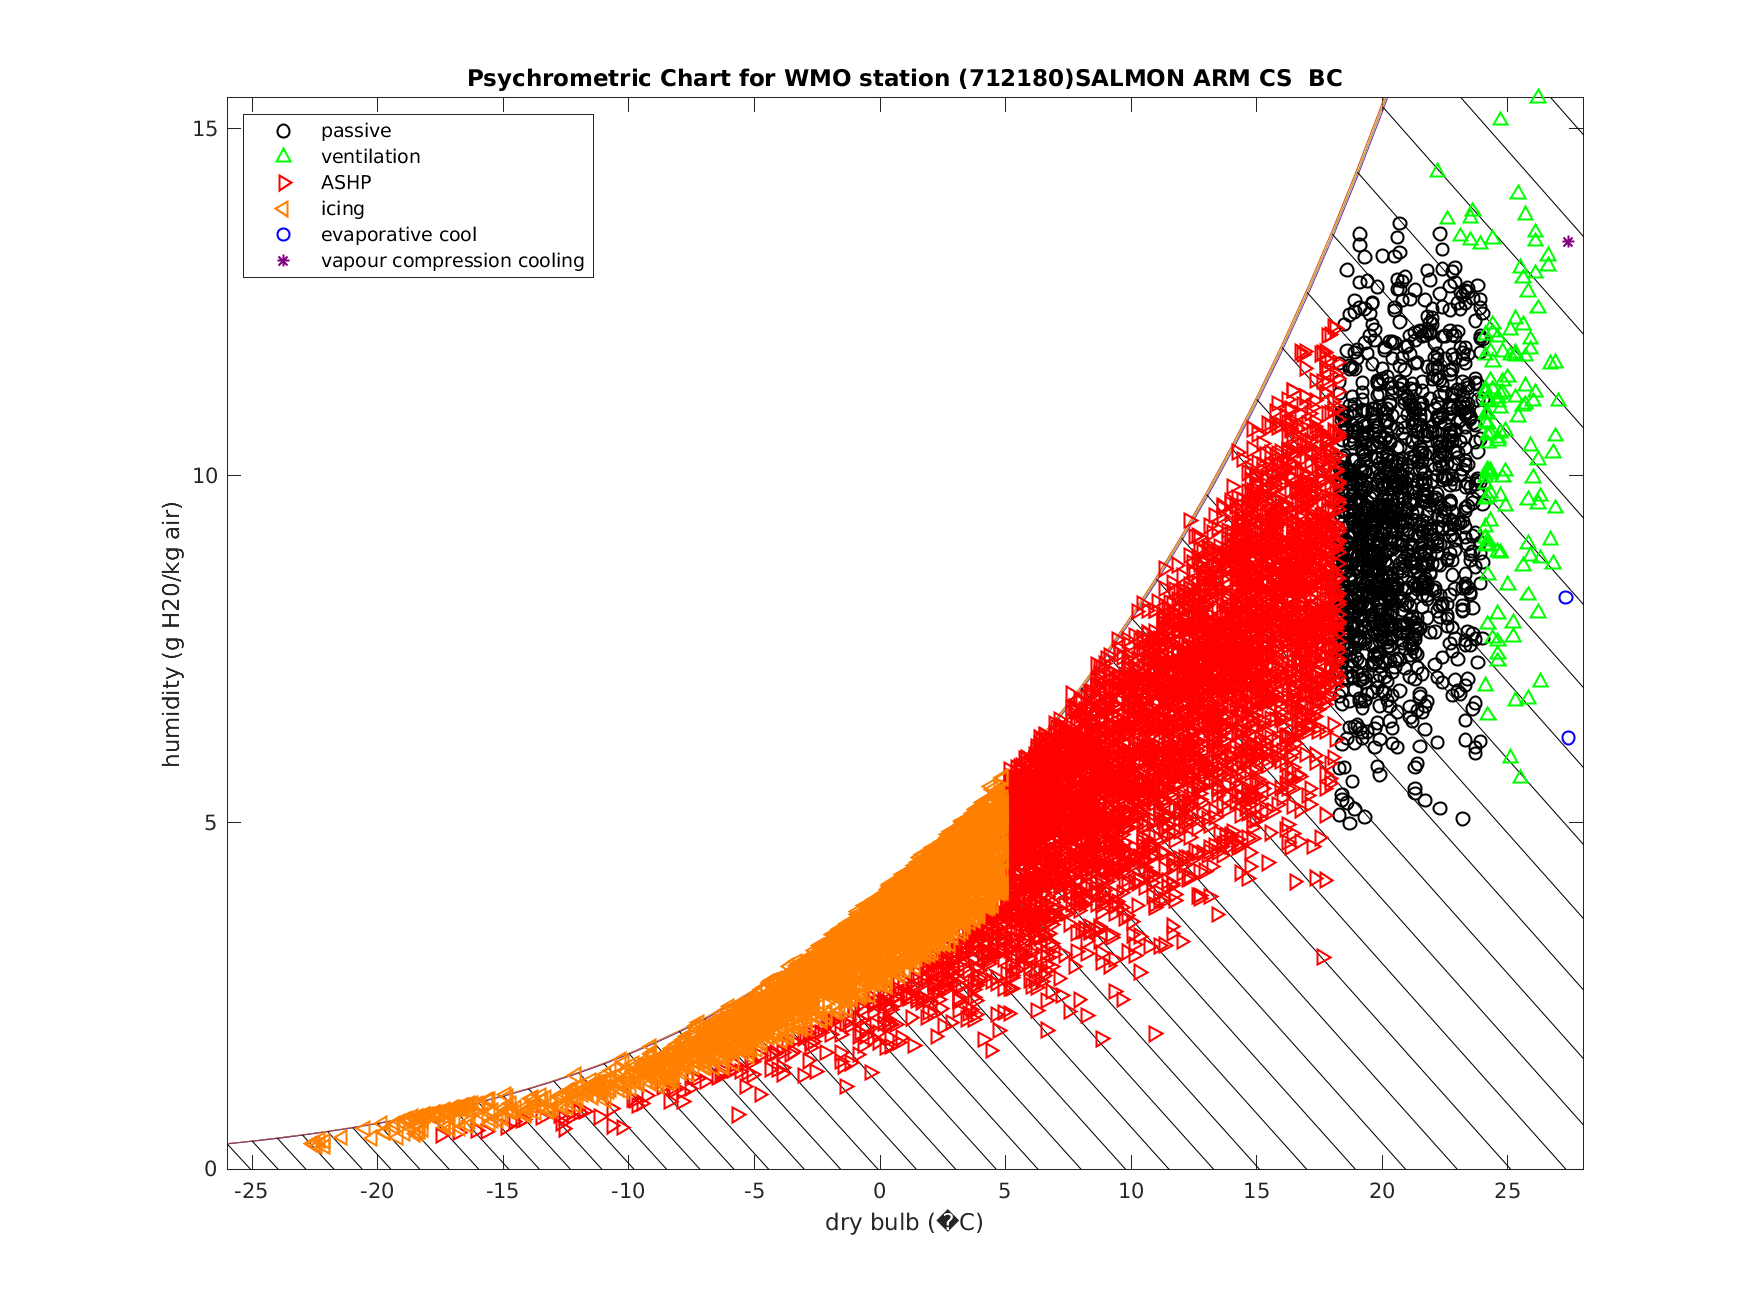 Psychrometric Chart for WMO station (712180)SALMON ARM CS  BC
passive
ventilation
ASHP
icing
evaporative cool
vapour compression cooling
15
10
5
0
humidity (g H20/kg air)
-25 -20 -15 -10 -5 0 5 10 15 20 25
dry bulb (�C)